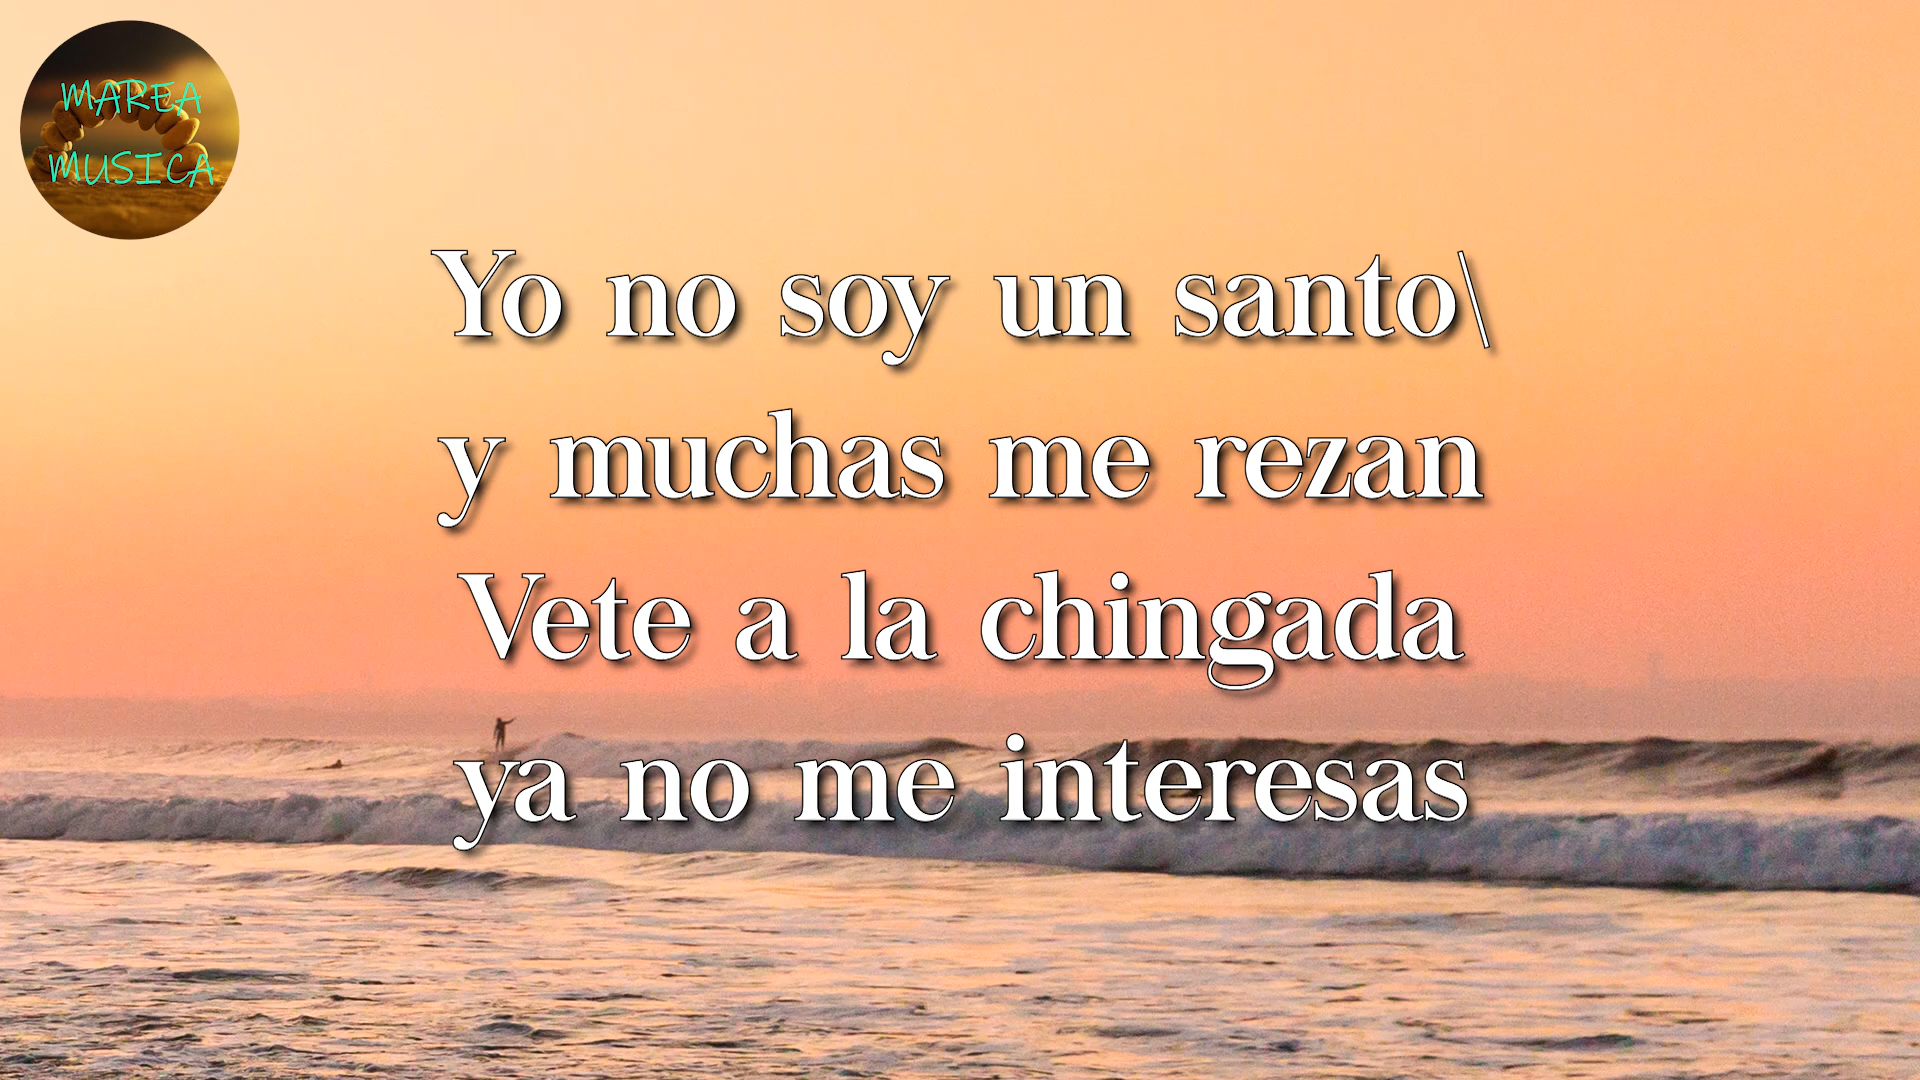 MAREA
MUSICA
Yo no soy un santo\
y muchas me rezan
Vete a la chingada
ya no me interesas